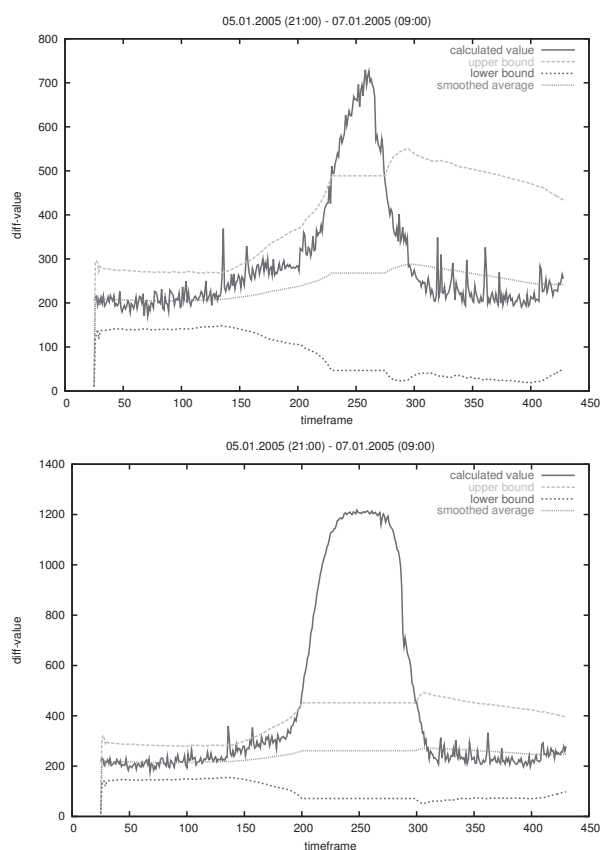 05.01.2005 (21:00) - 07.01.2005 (09:00)
800
700
600
500
400
300
200
100
0
diff-value
calculated value
upper bound
lower bound
smoothed average
0 50 100 150 200 250 300 350 400 450
timeframe
05.01.2005 (21:00) - 07.01.2005 (09:00)
1400
1200
1000
800
600
400
200
0
diff-value
calculated value
upper bound
lower bound
smoothed average
0 50 100 150 200 250 300 350 400 450
timeframe